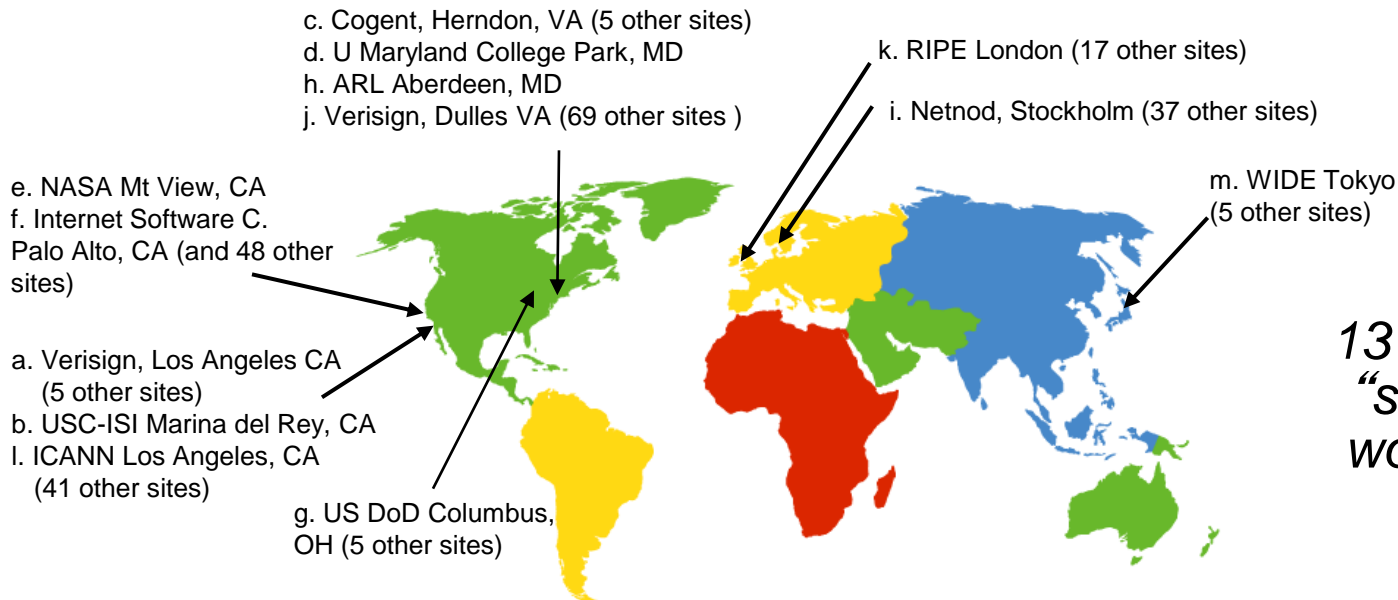 c. Cogent, Herndon, VA (5 other sites)
d. U Maryland College Park, MD
h. ARL Aberdeen, MD
j. Verisign, Dulles VA (69 other sites )
k. RIPE London (17 other sites)
i. Netnod, Stockholm (37 other sites)
m. WIDE Tokyo
(5 other sites)
e. NASA Mt View, CA
f. Internet Software C.
Palo Alto, CA (and 48 other
sites)
a. Verisign, Los Angeles CA
(5 other sites)
b. USC-ISI Marina del Rey, CA
l. ICANN Los Angeles, CA
(41 other sites)
g. US DoD Columbus,
OH (5 other sites)
13